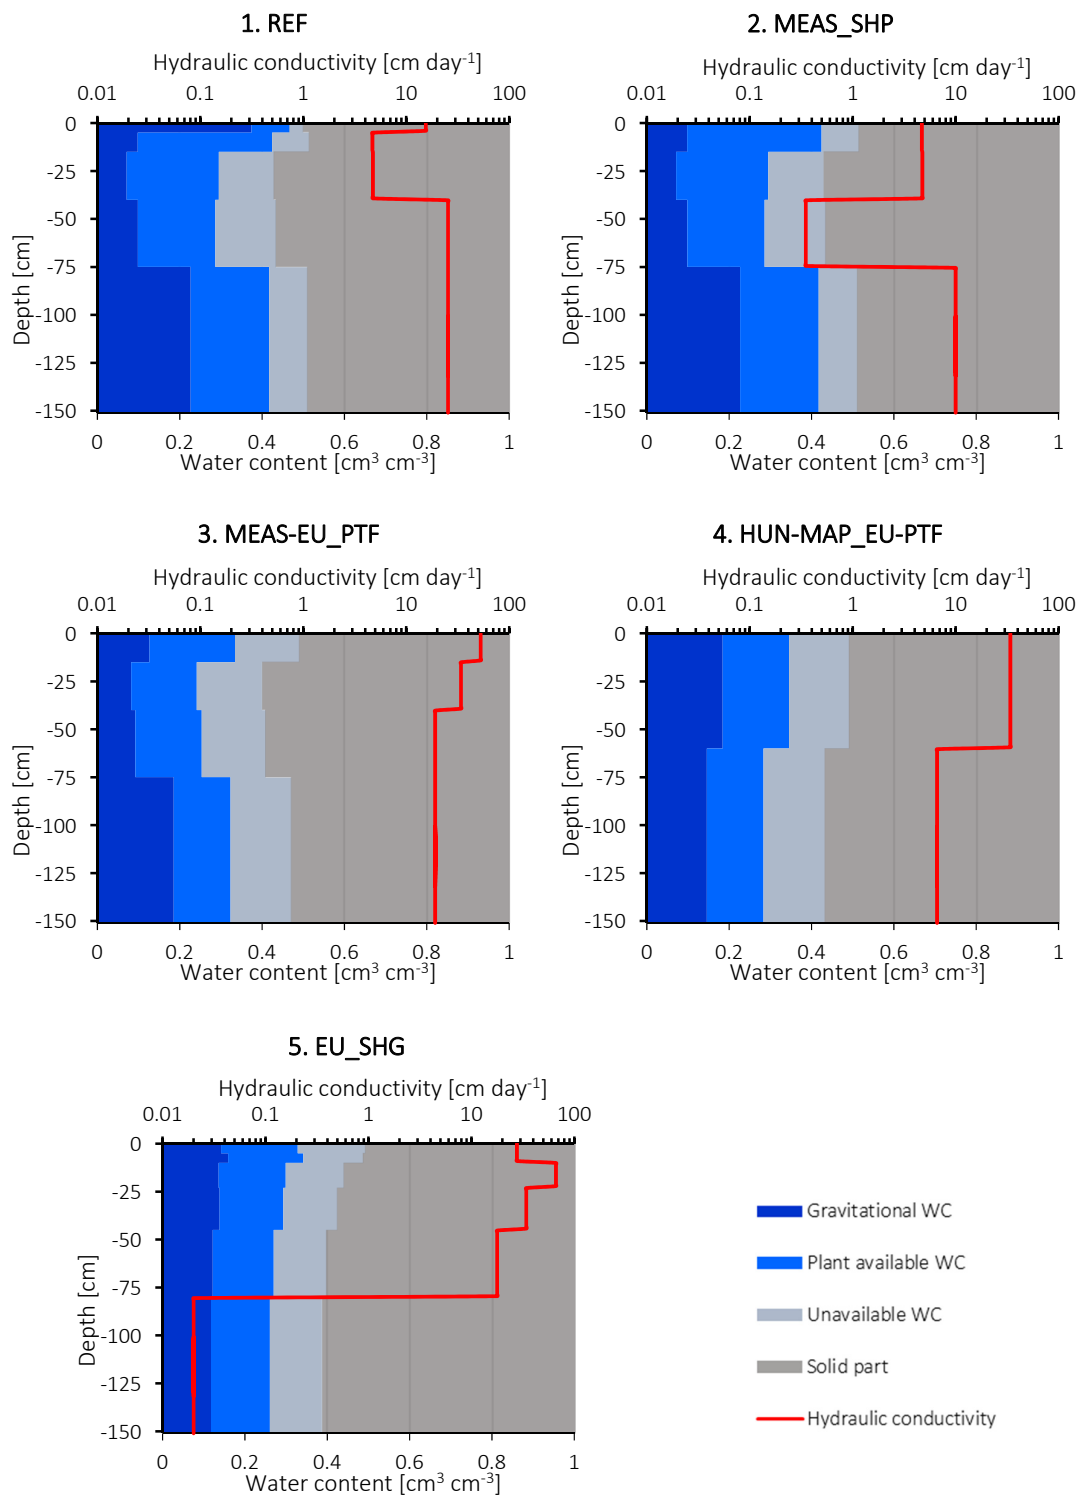 1. REF
Hydraulic conductivity [cm day⁻¹]
0.01 0.1 1 10 100
0
-25
-50
-75
-100
-125
-150
Depth [cm]
0 0.2 0.4 0.6 0.8 1
Water content [cm³ cm⁻³]
2. MEAS_SHP
Hydraulic conductivity [cm day⁻¹]
0.01 0.1 1 10 100
0
-25
-50
-75
-100
-125
-150
Depth [cm]
0 0.2 0.4 0.6 0.8 1
Water content [cm³ cm⁻³]
3. MEAS-EU_PTF
Hydraulic conductivity [cm day⁻¹]
0.01 0.1 1 10 100
0
-25
-50
-75
-100
-125
-150
Depth [cm]
0 0.2 0.4 0.6 0.8 1
Water content [cm³ cm⁻³]
4. HUN-MAP_EU-PTF
Hydraulic conductivity [cm day⁻¹]
0.01 0.1 1 10 100
0
-25
-50
-75
-100
-125
-150
Depth [cm]
0 0.2 0.4 0.6 0.8 1
Water content [cm³ cm⁻³]
5. EU_SHG
Hydraulic conductivity [cm day⁻¹]
0.01 0.1 1 10 100
0
-25
-50
-75
-100
-125
-150
Depth [cm]
0 0.2 0.4 0.6 0.8 1
Water content [cm³ cm⁻³]
Gravitational WC
Plant available WC
Unavailable WC
Solid part
Hydraulic conductivity